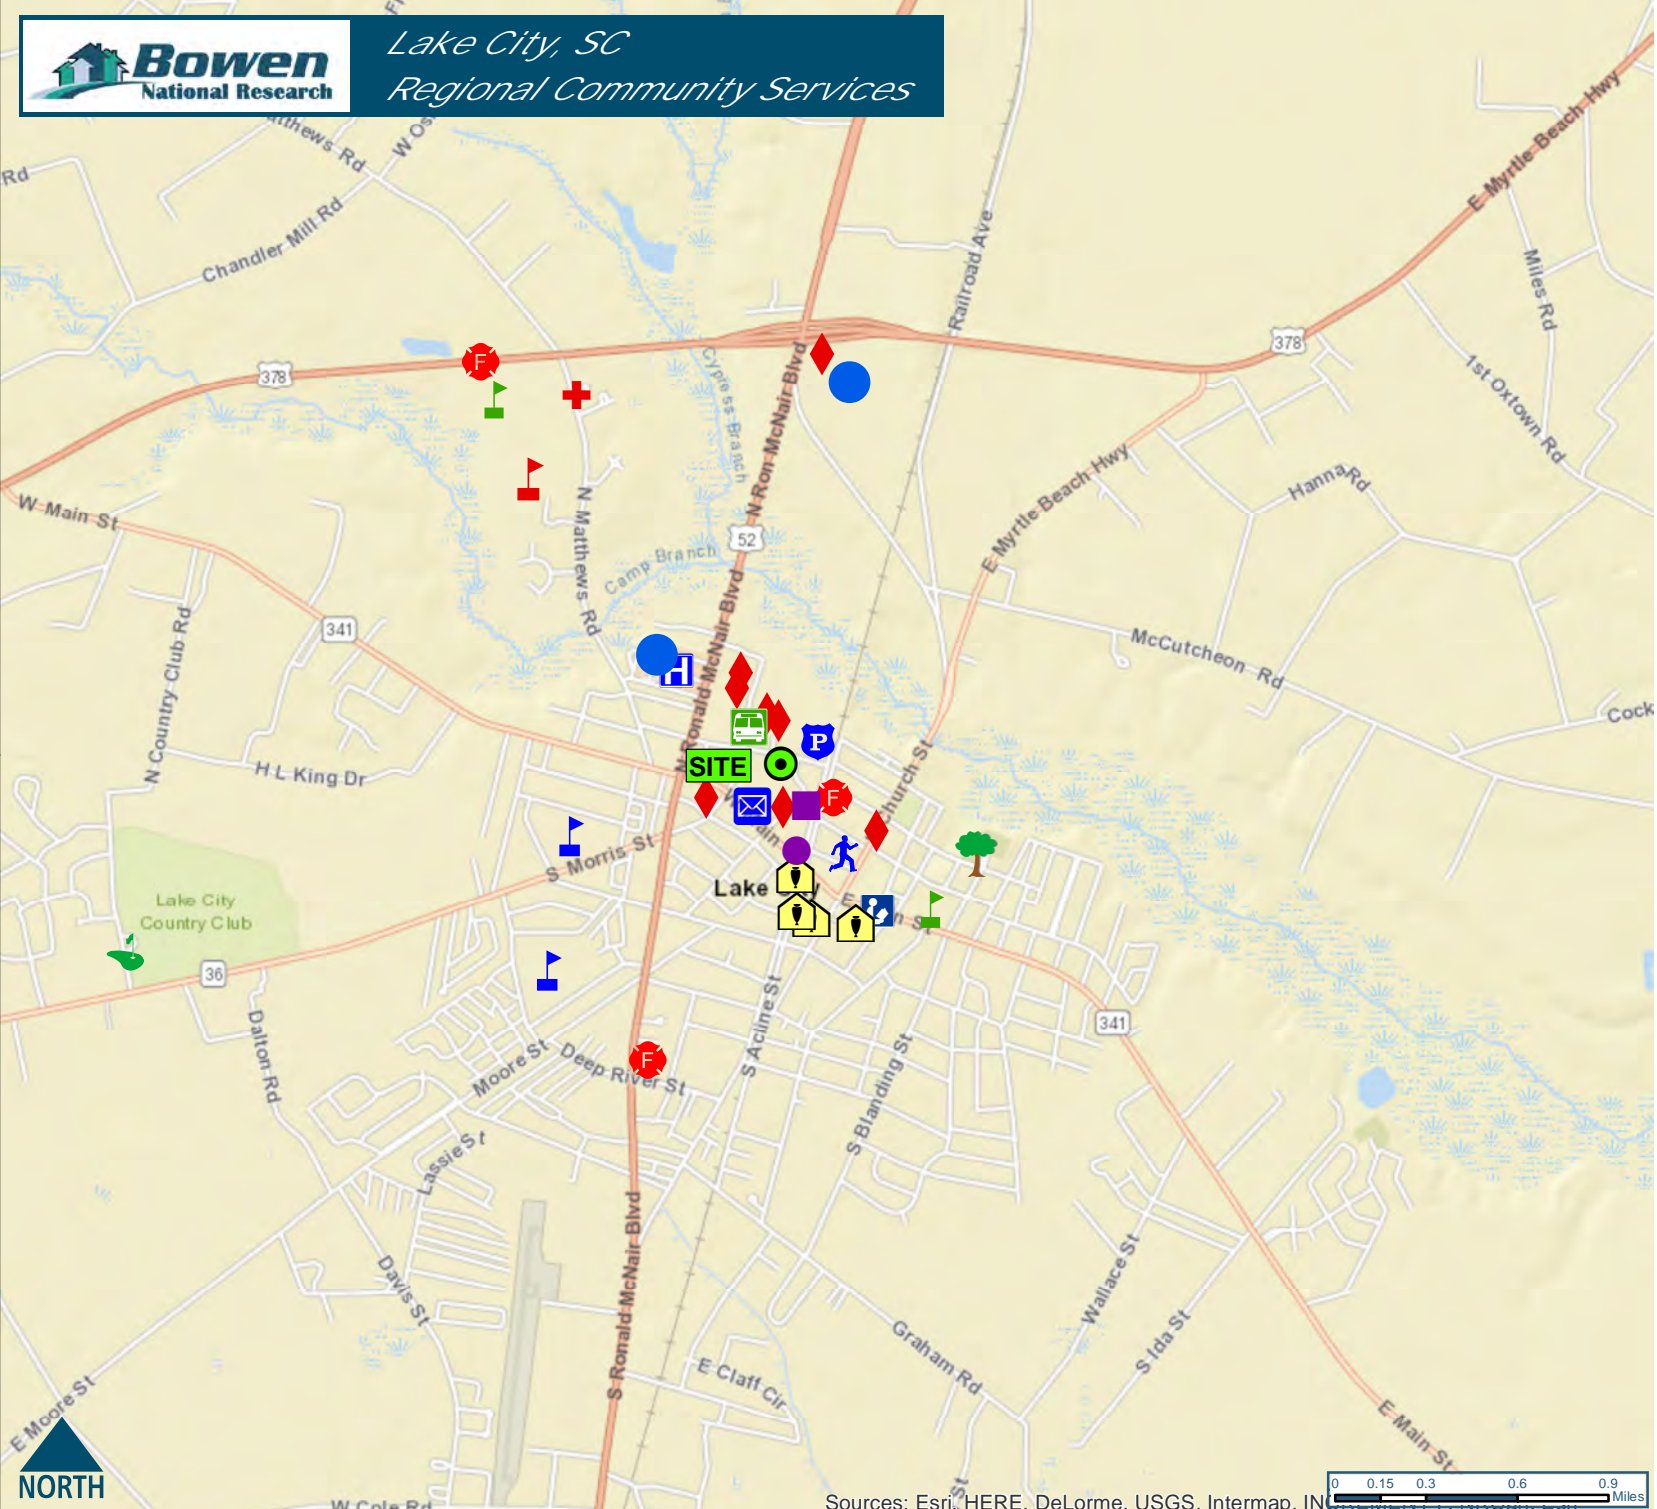 Bowen
National Research
Lake City, SC
Regional Community Services
Matthews Rd
Rd
Chandler Mill Rd
Railroad Ave
E Myrtle Beach Hwy
Miles Rd
378
378
F
1st Oxtown Rd
Cypress Branch
N Ron McNair Blvd
W Main St
N Matthews Rd
52
E Myrtle Beach Hwy
Hanna Rd
Camp Branch
341
McCutcheon Rd
N Country Club Rd
H
N Ronald McNair Blvd
Cock
P
SITE
H L King Dr
Church St
F
S Morris St
Lake
Lake City
Country Club
36
341
S Acline St
Dalton Rd
Moore St
Deep River St
F
S Blanding St
Lassie St
Davis St
S Ronald McNair Blvd
Wallace St
S Ida St
Graham Rd
E Claff Cir
E Moore St
E Main St
NORTH
W Cole Rd
St
0 0.15 0.3 0.6 0.9
Miles
Sources: Esri, HERE, DeLorme, USGS, Intermap,